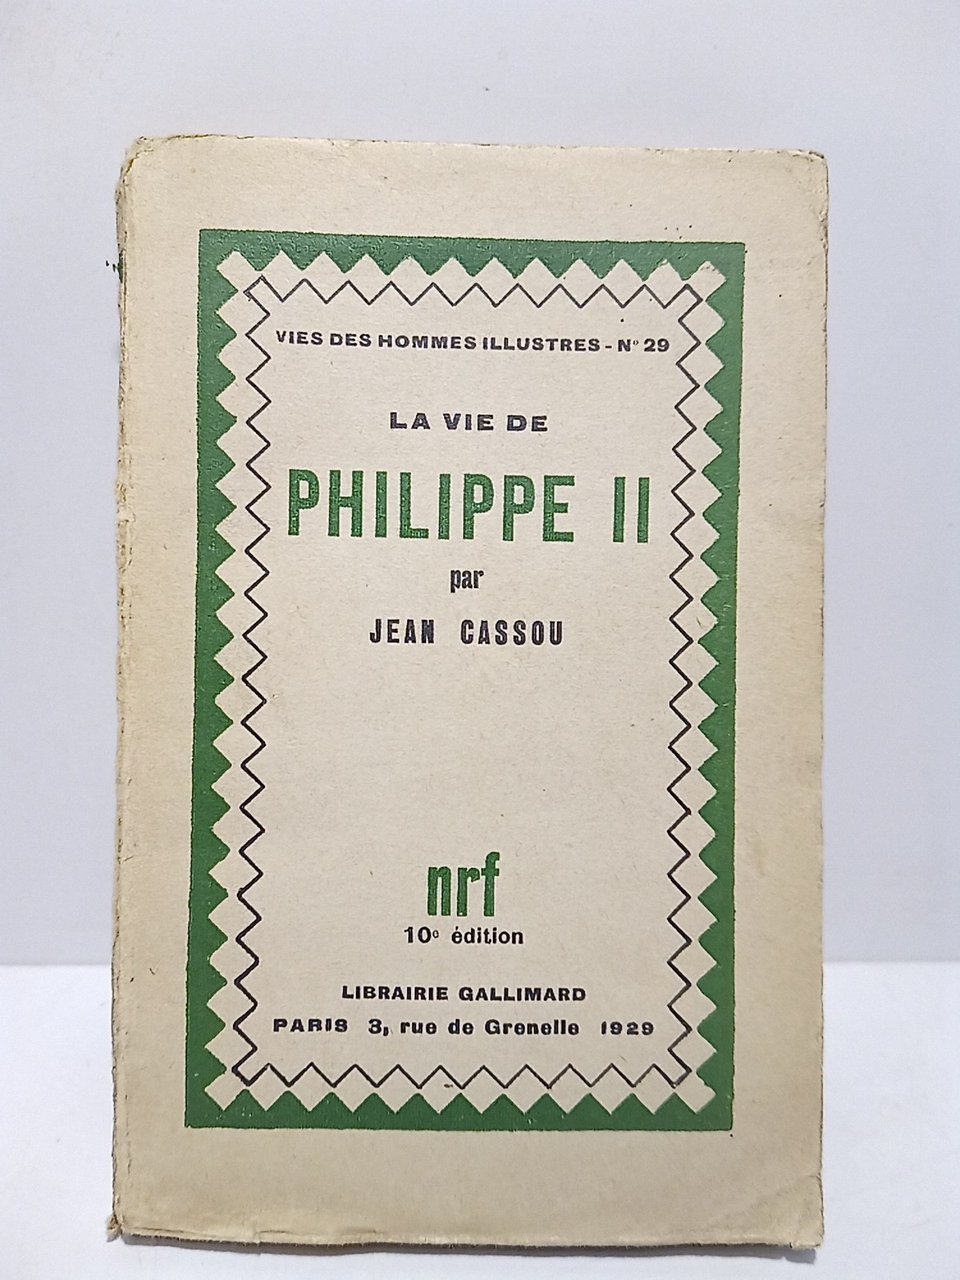 VIES DES HOMMES ILLUSTRES - Nº 29
LA VIE DE
PHILIPPE II
par
JEAN CASSOU
nrf
10e édition
LIBRAIRIE GALLIMARD
PARIS 3, rue de Grenelle 1929